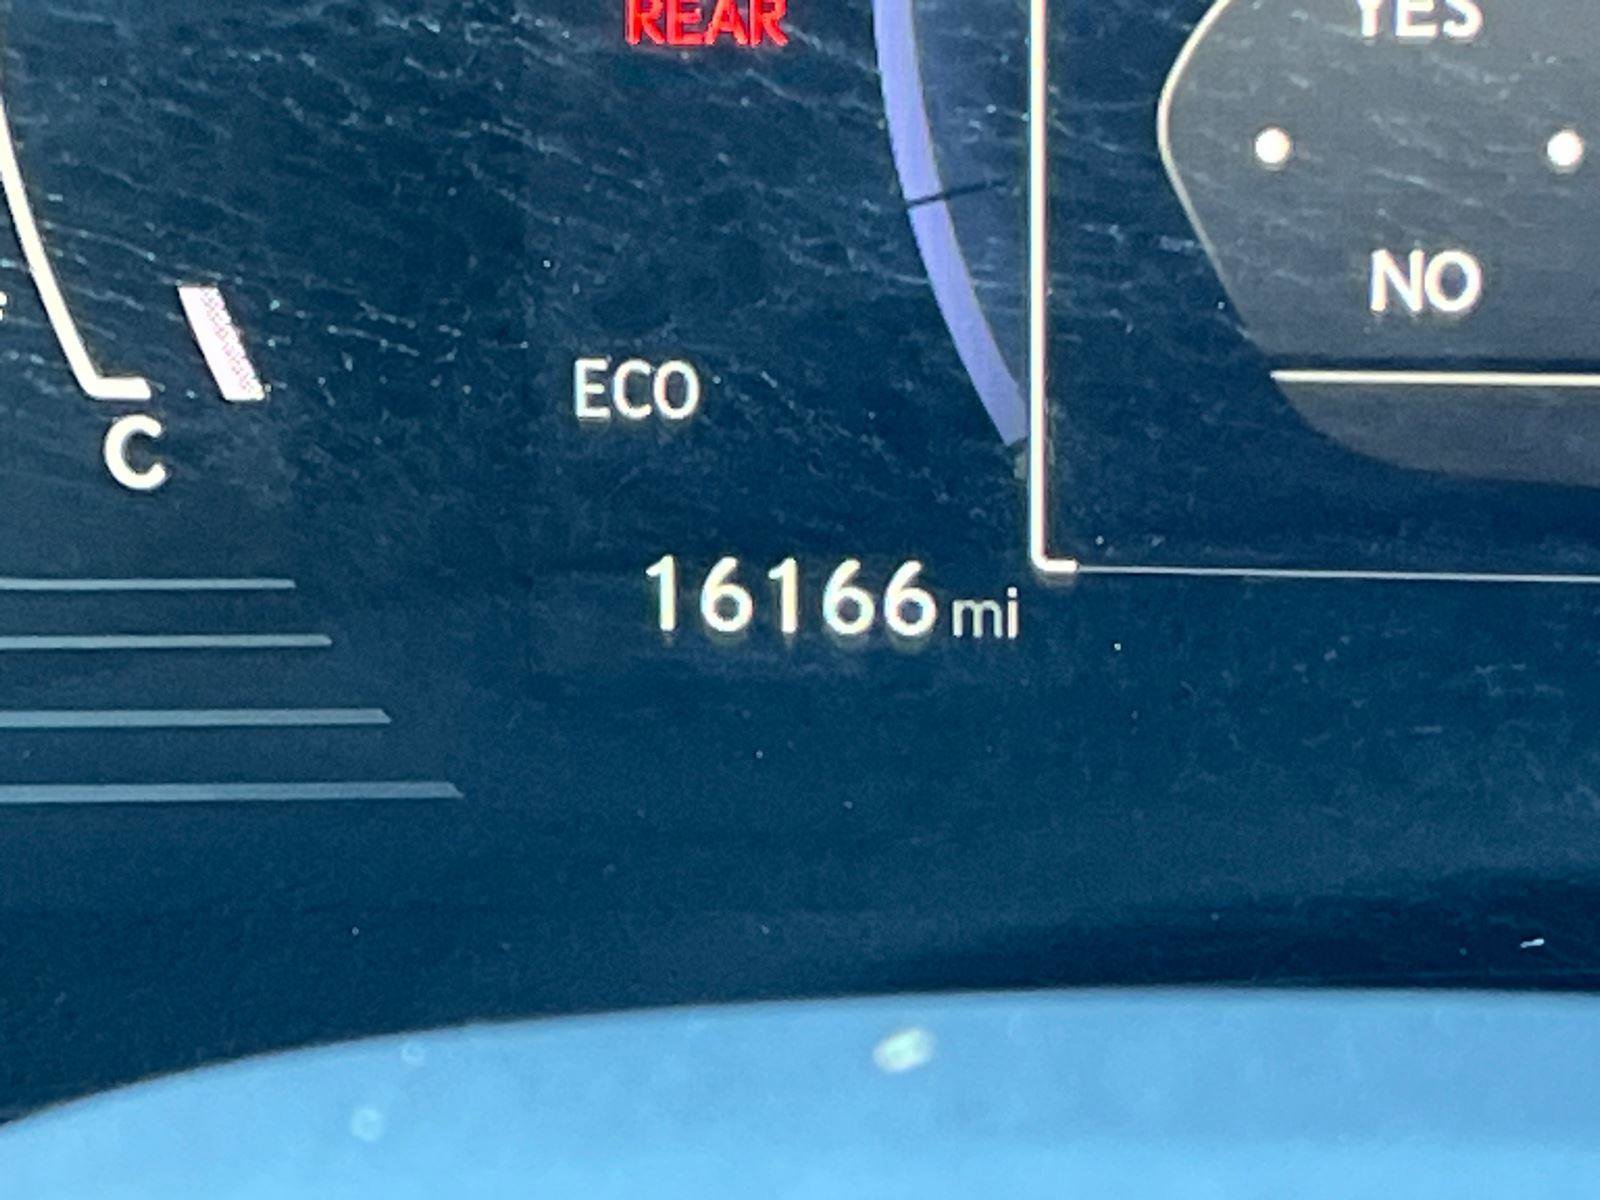 REAR
YES
NO
ECO
C
16166 mi